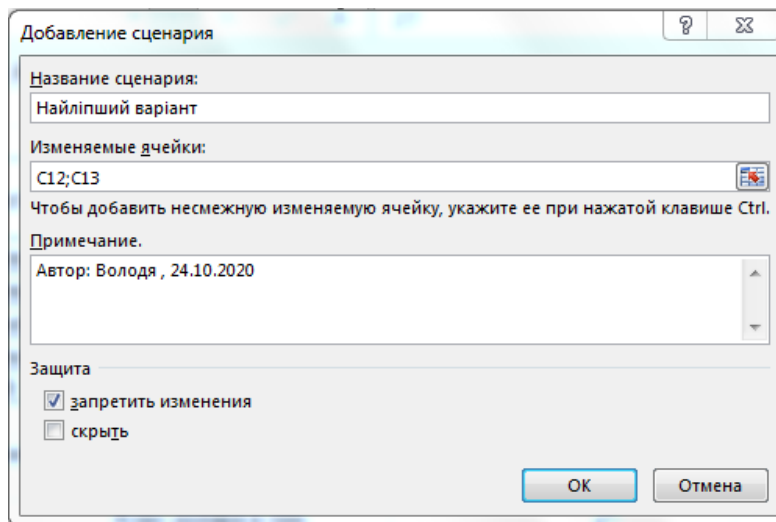 Добавление сценария
Название сценария:
Найліпший варіант
Изменяемые ячейки:
C12;C13
Чтобы добавить несмежную изменяемую ячейку, укажите ее при нажатой клавише Ctrl.
Примечание.
Автор: Володя , 24.10.2020
Защита
запретить изменения
скрыть
ОК
Отмена